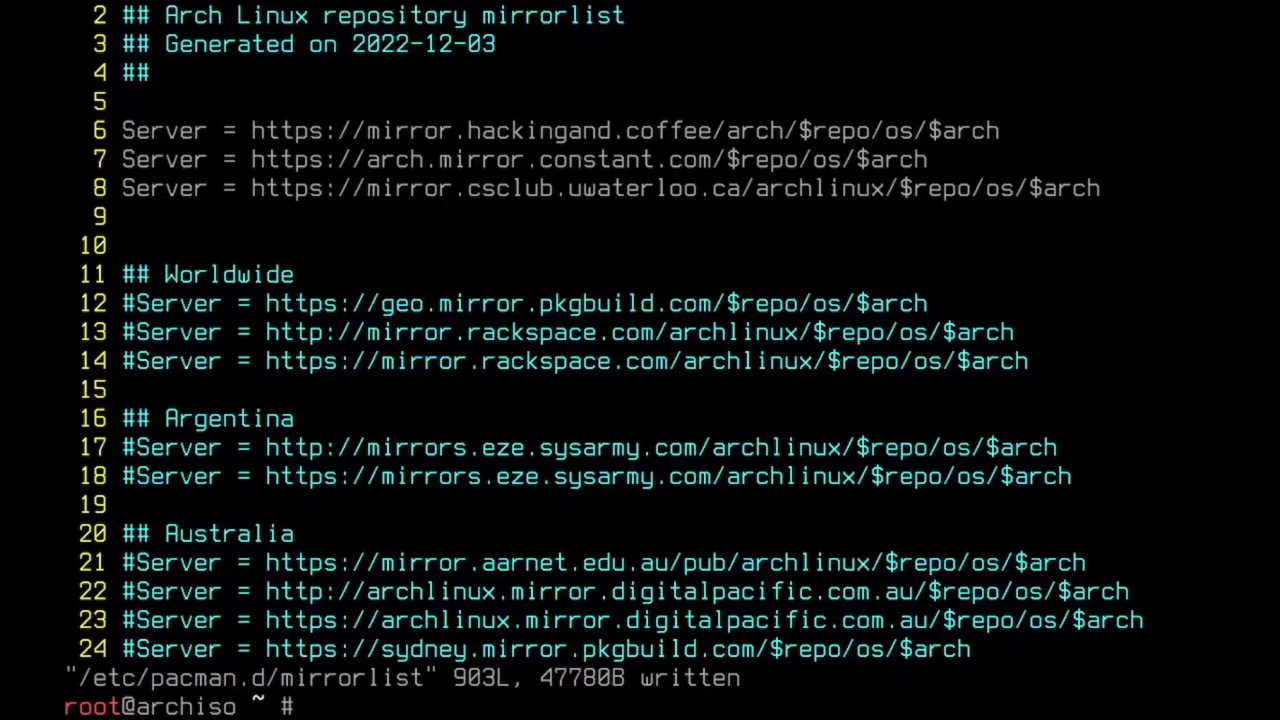 2 ## Arch Linux repository mirrorlist
3 ## Generated on 2022-12-03
4 ##
5
6 Server = https://mirror.hackingand.coffee/arch/$repo/os/$arch
7 Server = https://arch.mirror.constant.com/$repo/os/$arch
8 Server = https://mirror.csclub.uwaterloo.ca/archlinux/$repo/os/$arch
9
10
11 ## Worldwide
12 #Server = https://geo.mirror.pkgbuild.com/$repo/os/$arch
13 #Server = http://mirror.rackspace.com/archlinux/$repo/os/$arch
14 #Server = https://mirror.rackspace.com/archlinux/$repo/os/$arch
15
16 ## Argentina
17 #Server = http://mirrors.eze.sysarmy.com/archlinux/$repo/os/$arch
18 #Server = https://mirrors.eze.sysarmy.com/archlinux/$repo/os/$arch
19
20 ## Australia
21 #Server = https://mirror.aarnet.edu.au/pub/archlinux/$repo/os/$arch
22 #Server = http://archlinux.mirror.digitalpacific.com.au/$repo/os/$arch
23 #Server = https://archlinux.mirror.digitalpacific.com.au/$repo/os/$arch
24 #Server = https://sydney.mirror.pkgbuild.com/$repo/os/$arch
"/etc/pacman.d/mirrorlist" 903L, 47780B written
root@archiso ~ #